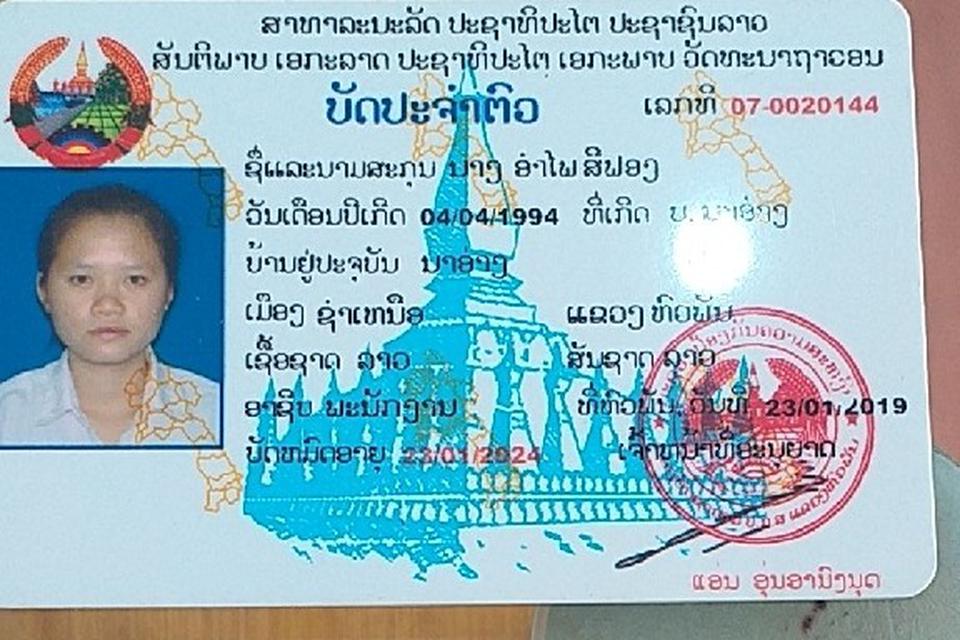 ສາທາລະນະລັດ ປະຊາທິປະໄຕ ປະຊາຊົນລາວ
ສັນຕິພາບ ເອກະລາດ ປະຊາທິປະໄຕ ເອກະພາບ ວັດທະນາຖາວອນ
ບັດປະຈຳຕົວ ເລກທີ 07-0020144
ຊື່ແລະນາມສະກຸນ ນາງ ອຳໄພ ສີຟອງ
ວັນເດືອນປີເກີດ 04/04/1994 ທີ່ເກີດ
ບ້ານຢູ່ປະຈຸບັນ ນາອ່າງ
ເມືອງ ຊຳເໜືອ ແຂວງ ຫົວພັນ
ເຊື້ອຊາດ ລາວ ສັນຊາດ ລາວ
ອາຊີບ ພະນັກງານ ທີ່ຫົວພັນ, ວັນທີ 23/01/2019
ບັດຫມົດອາຍຸ 23/01/2024 ເຈົ້າຫນ້າທີ່ອະນຸຍາດ
ແອນ ອຸ່ນອານົງນຸດ